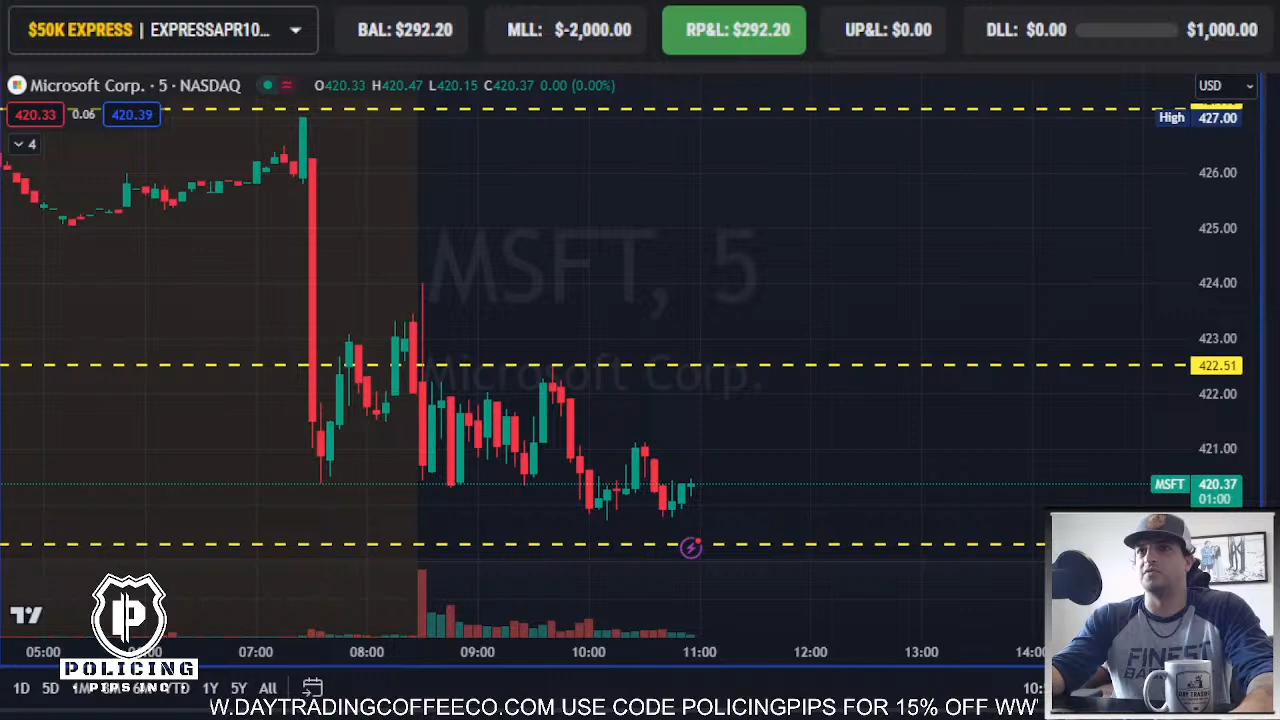 $50K EXPRESS | EXPRESSAPR10...
BAL: $292.20
MLL: $-2,000.00
RP&L: $292.20
UP&L: $0.00
DLL: $0.00
$1,000.00
Microsoft Corp. · 5 · NASDAQ
O420.33 H420.47 L420.15 C420.37 0.00 (0.00%)
USD
420.33
0.06
420.39
4
High 427.00
426.00
425.00
424.00
423.00
422.51
422.00
421.00
MSFT 420.37
01:00
MSFT, 5
Microsoft Corp.
05:00
07:00
08:00
09:00
10:00
11:00
12:00
13:00
14:00
P
POLICING
PIPS INC
1D 5D 1M YTD 1Y 5Y All
FINEST
W.DAYTRADINGCOFFEECO.COM USE CODE POLICINGPIPS FOR 15% OFF WW